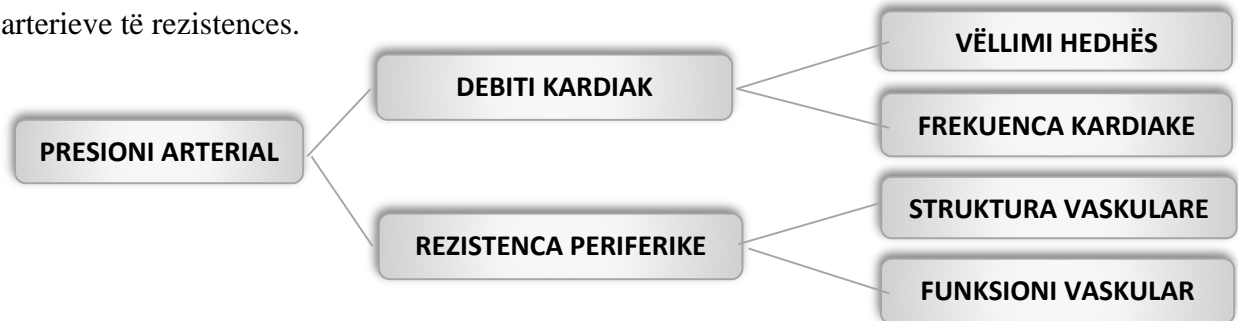 arterieve të rezistences.
VËLLIMI HEDHËS
DEBITI KARDIAK
FREKUENCA KARDIAKE
PRESIONI ARTERIAL
STRUKTURA VASKULARE
REZISTENCA PERIFERIKE
FUNKSIONI VASKULAR